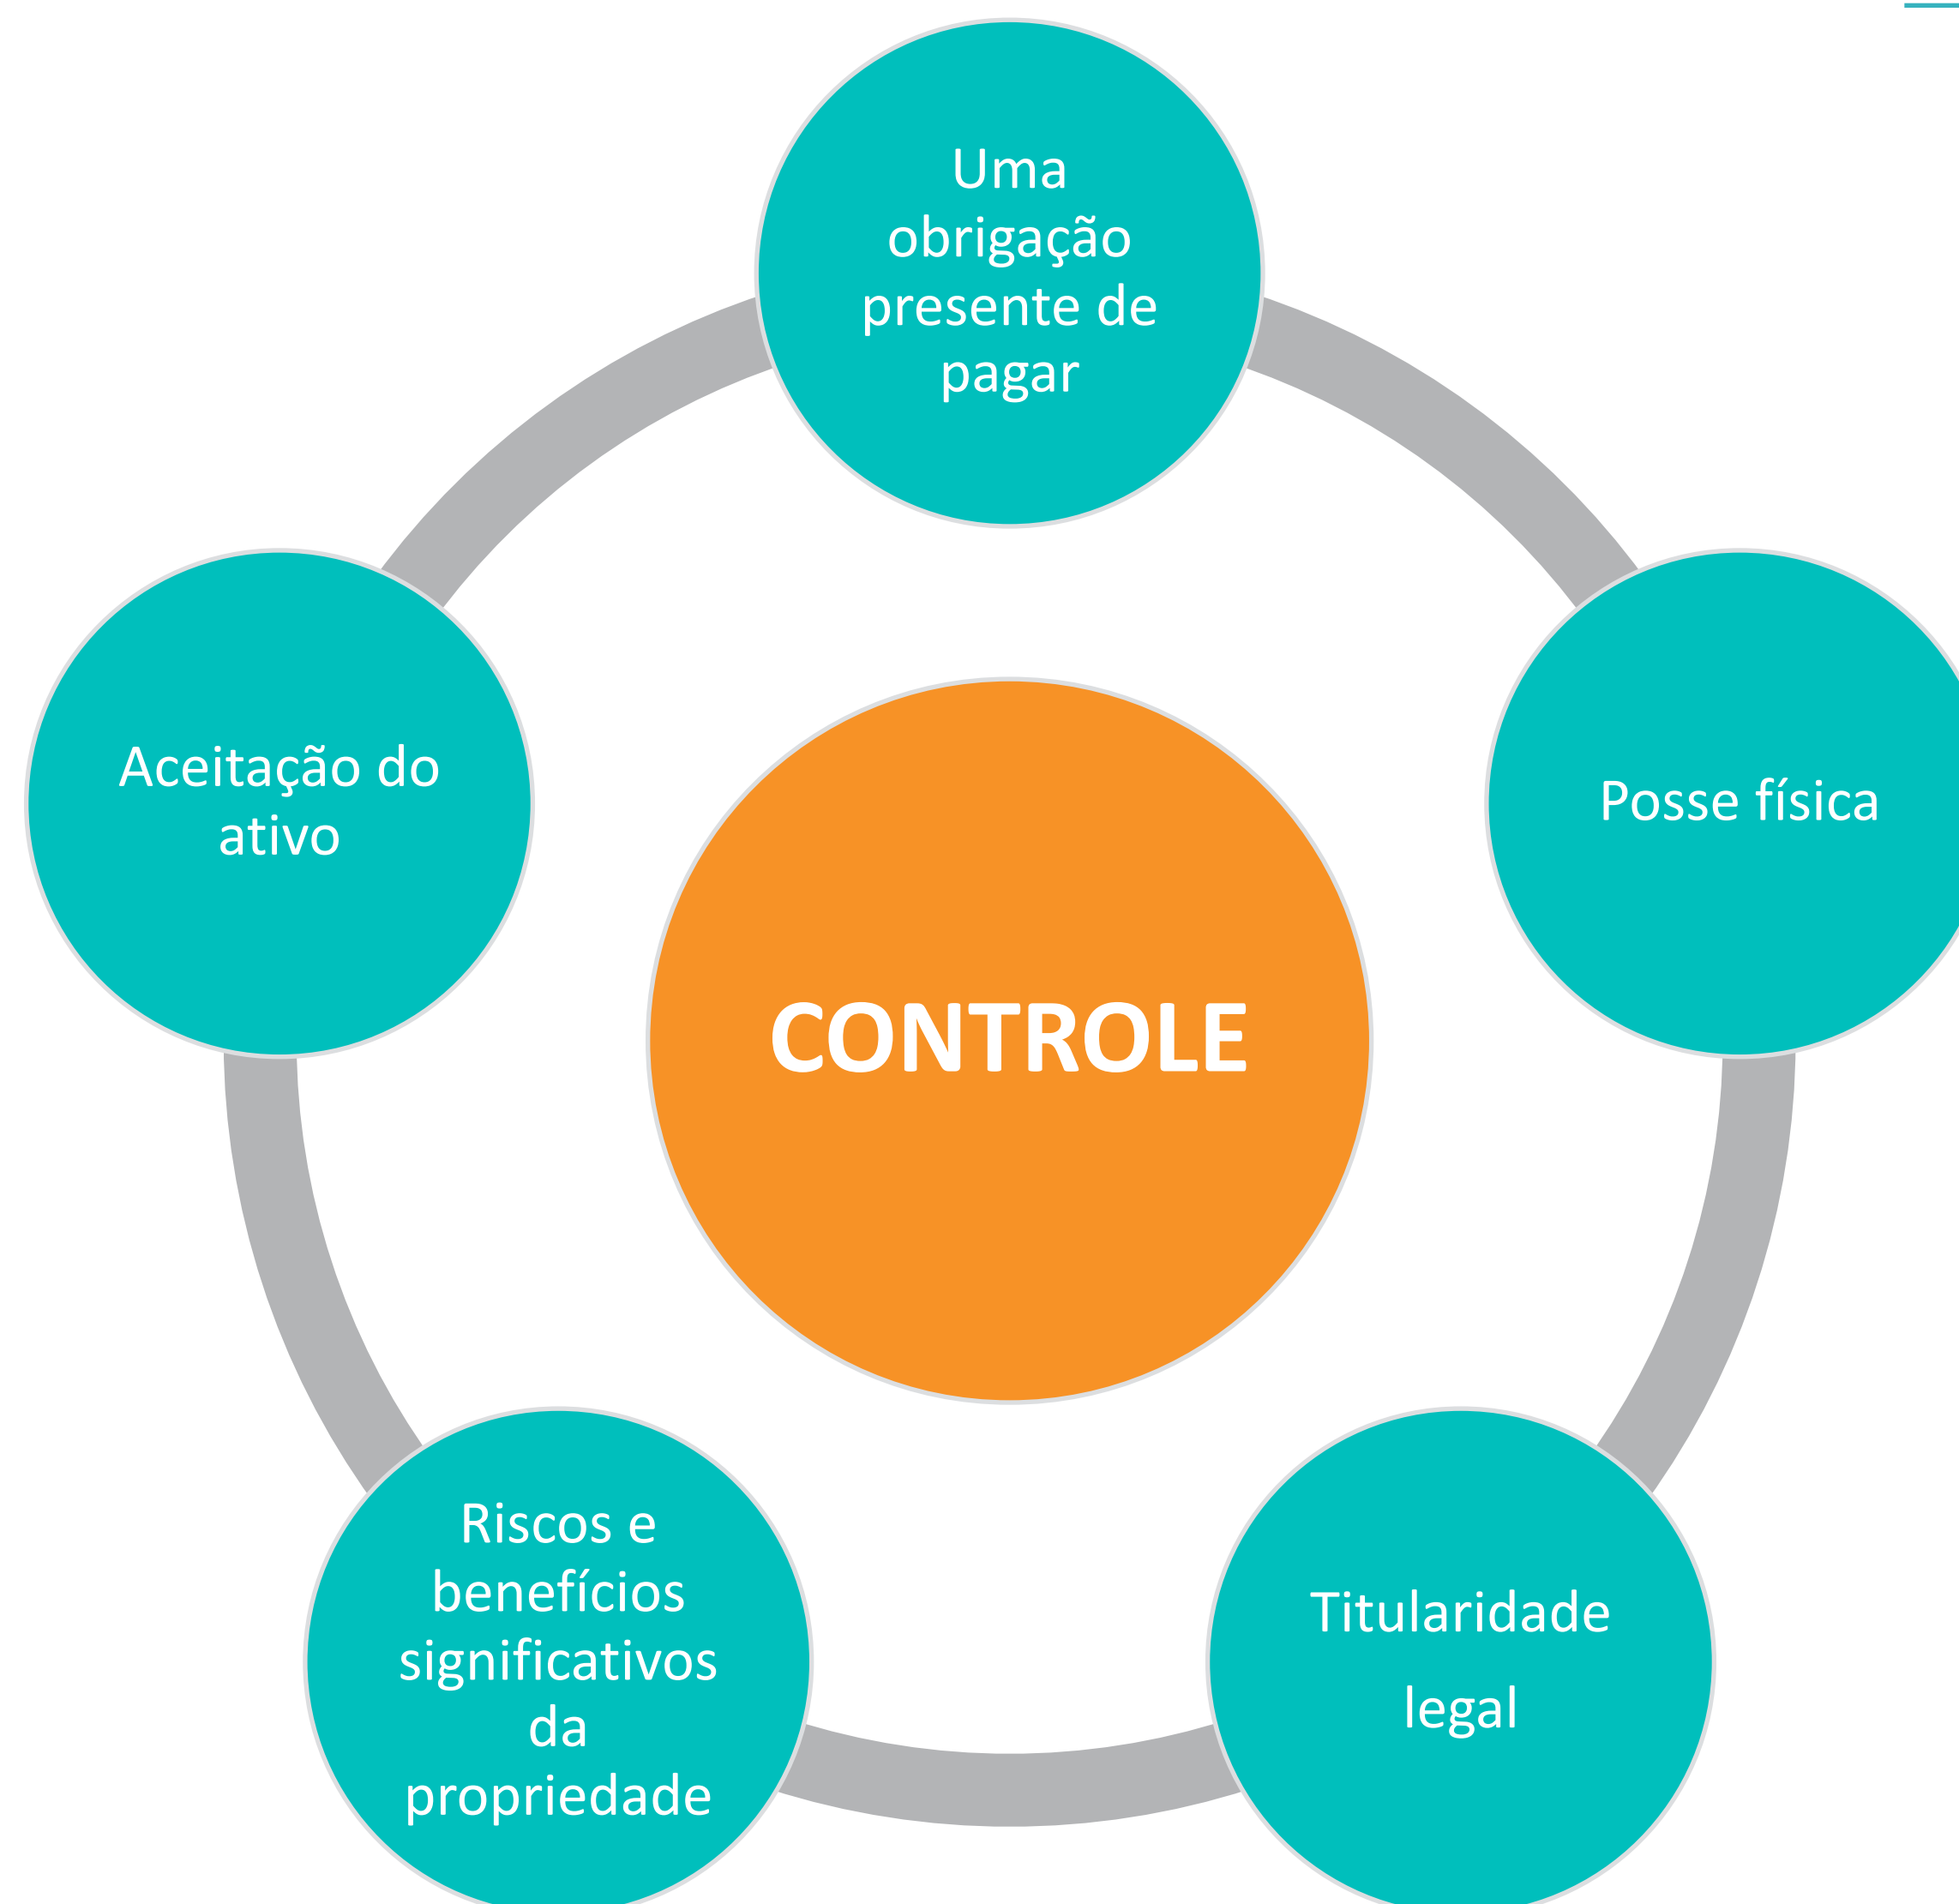 Uma
obrigação
presente de
pagar
Aceitação do
ativo
Posse física
CONTROLE
Riscos e
benefícios
significativos
da
propriedade
Titularidade
legal